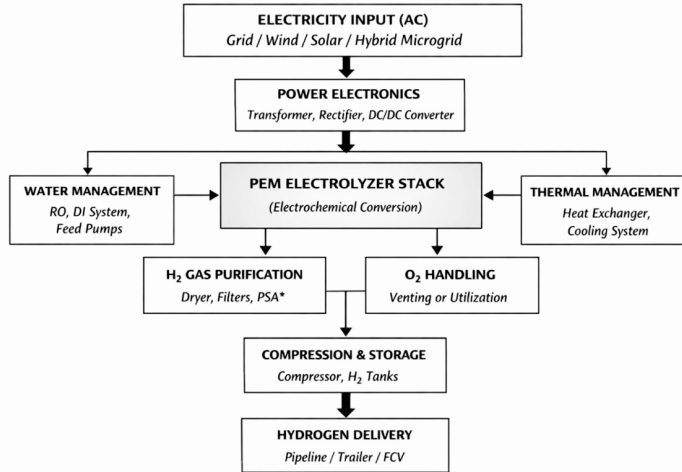 ELECTRICITY INPUT (AC)
Grid / Wind / Solar / Hybrid Microgrid
POWER ELECTRONICS
Transformer, Rectifier, DC/DC Converter
WATER MANAGEMENT
RO, DI System,
Feed Pumps
PEM ELECTROLYZER STACK
(Electrochemical Conversion)
THERMAL MANAGEMENT
Heat Exchanger,
Cooling System
H₂ GAS PURIFICATION
Dryer, Filters, PSA*
O₂ HANDLING
Venting or Utilization
COMPRESSION & STORAGE
Compressor, H₂ Tanks
HYDROGEN DELIVERY
Pipeline / Trailer / FCV